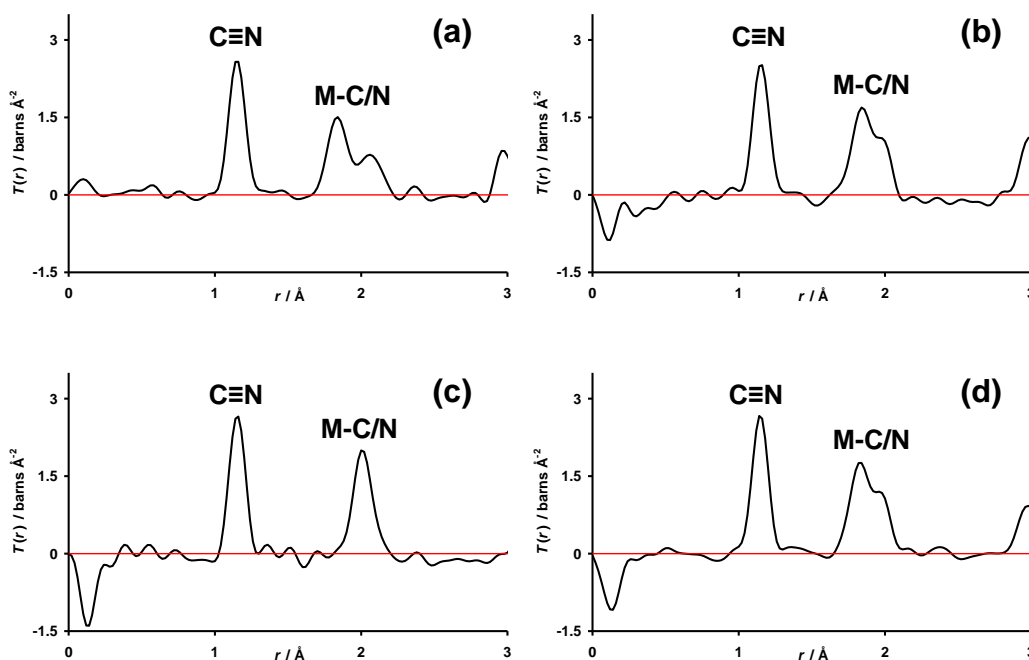 (a)
C≡N
M-C/N
T(r) / barns Å⁻²
3
1.5
0
-1.5
0 1 2 3
r / Å
(b)
C≡N
M-C/N
T(r) / barns Å⁻²
3
1.5
0
-1.5
0 1 2 3
r / Å
(c)
C≡N
M-C/N
T(r) / barns Å⁻²
3
1.5
0
-1.5
0 1 2 3
r / Å
(d)
C≡N
M-C/N
T(r) / barns Å⁻²
3
1.5
0
-1.5
0 1 2 3
r / Å